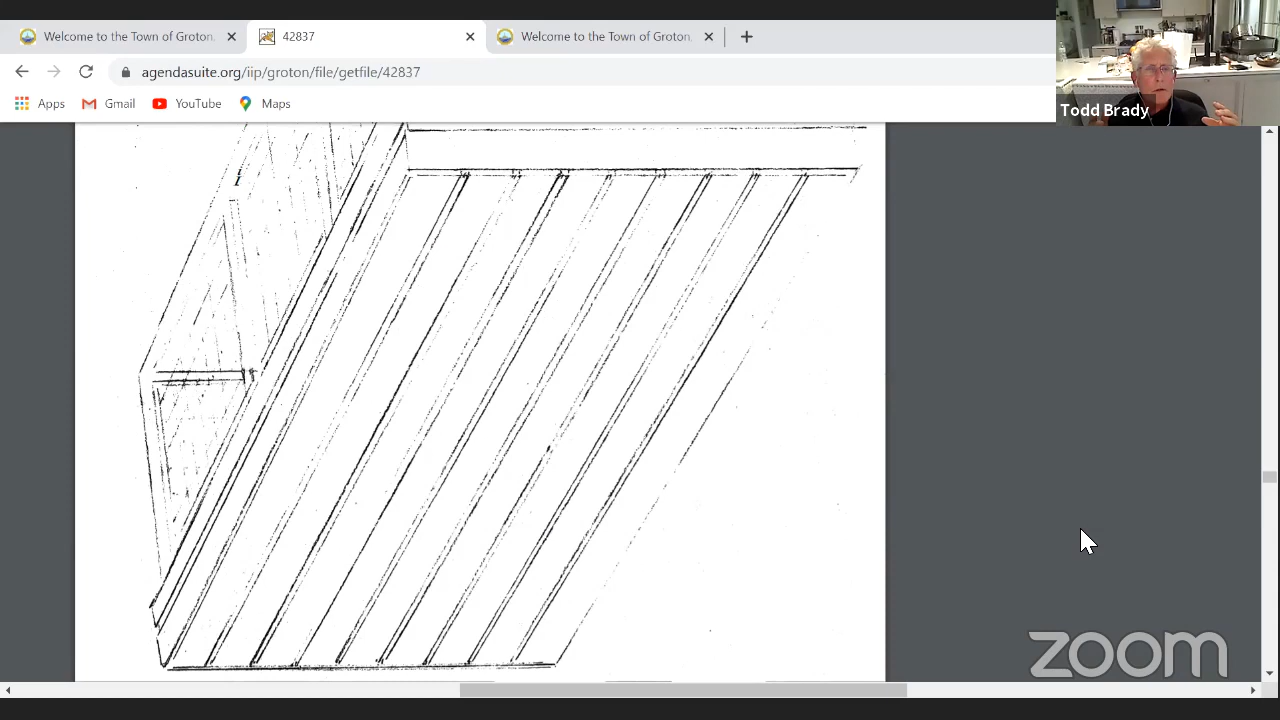 Welcome to the Town of Groton,
42837
Welcome to the Town of Groton,
agendasuite.org/iip/groton/file/getfile/42837
Apps
Gmail
YouTube
Maps
Todd Brady
zoom